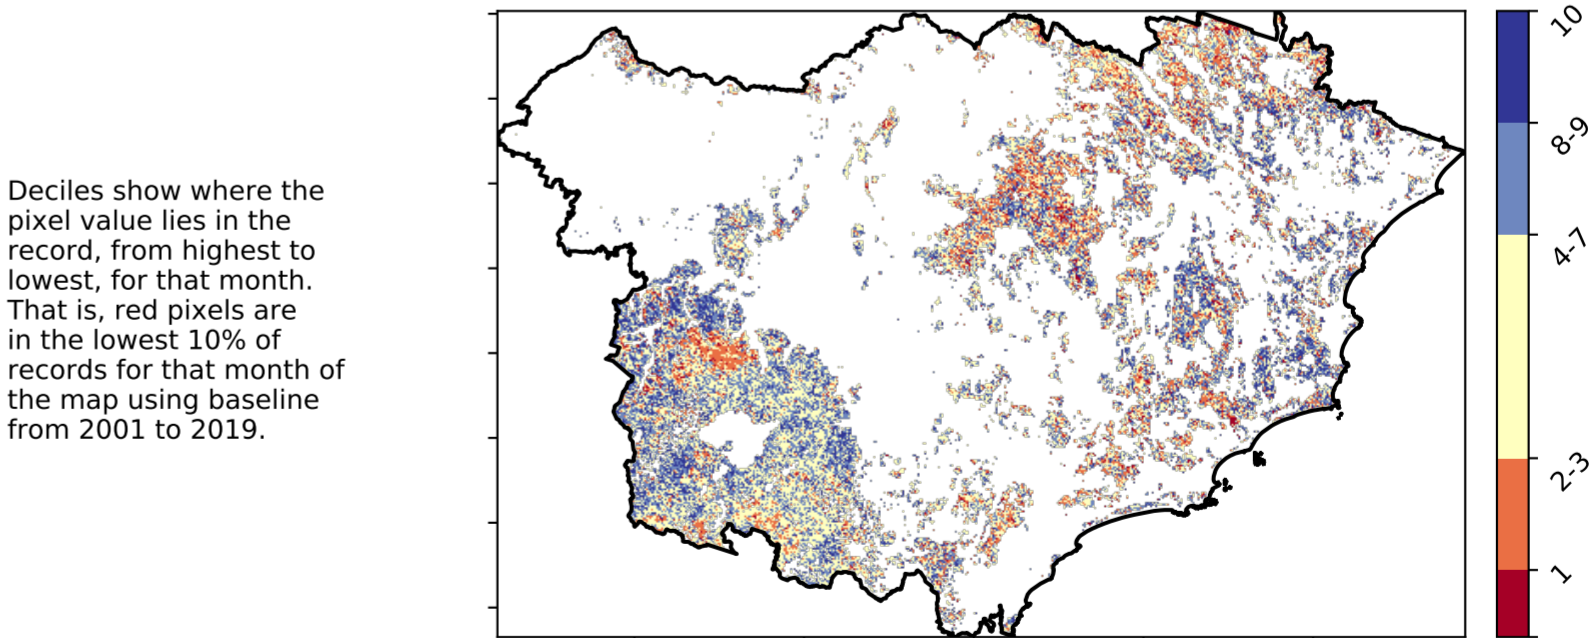 Deciles show where the
pixel value lies in the
record, from highest to
lowest, for that month.
That is, red pixels are
in the lowest 10% of
records for that month of
the map using baseline
from 2001 to 2019.
10
8-9
4-7
2-3
1